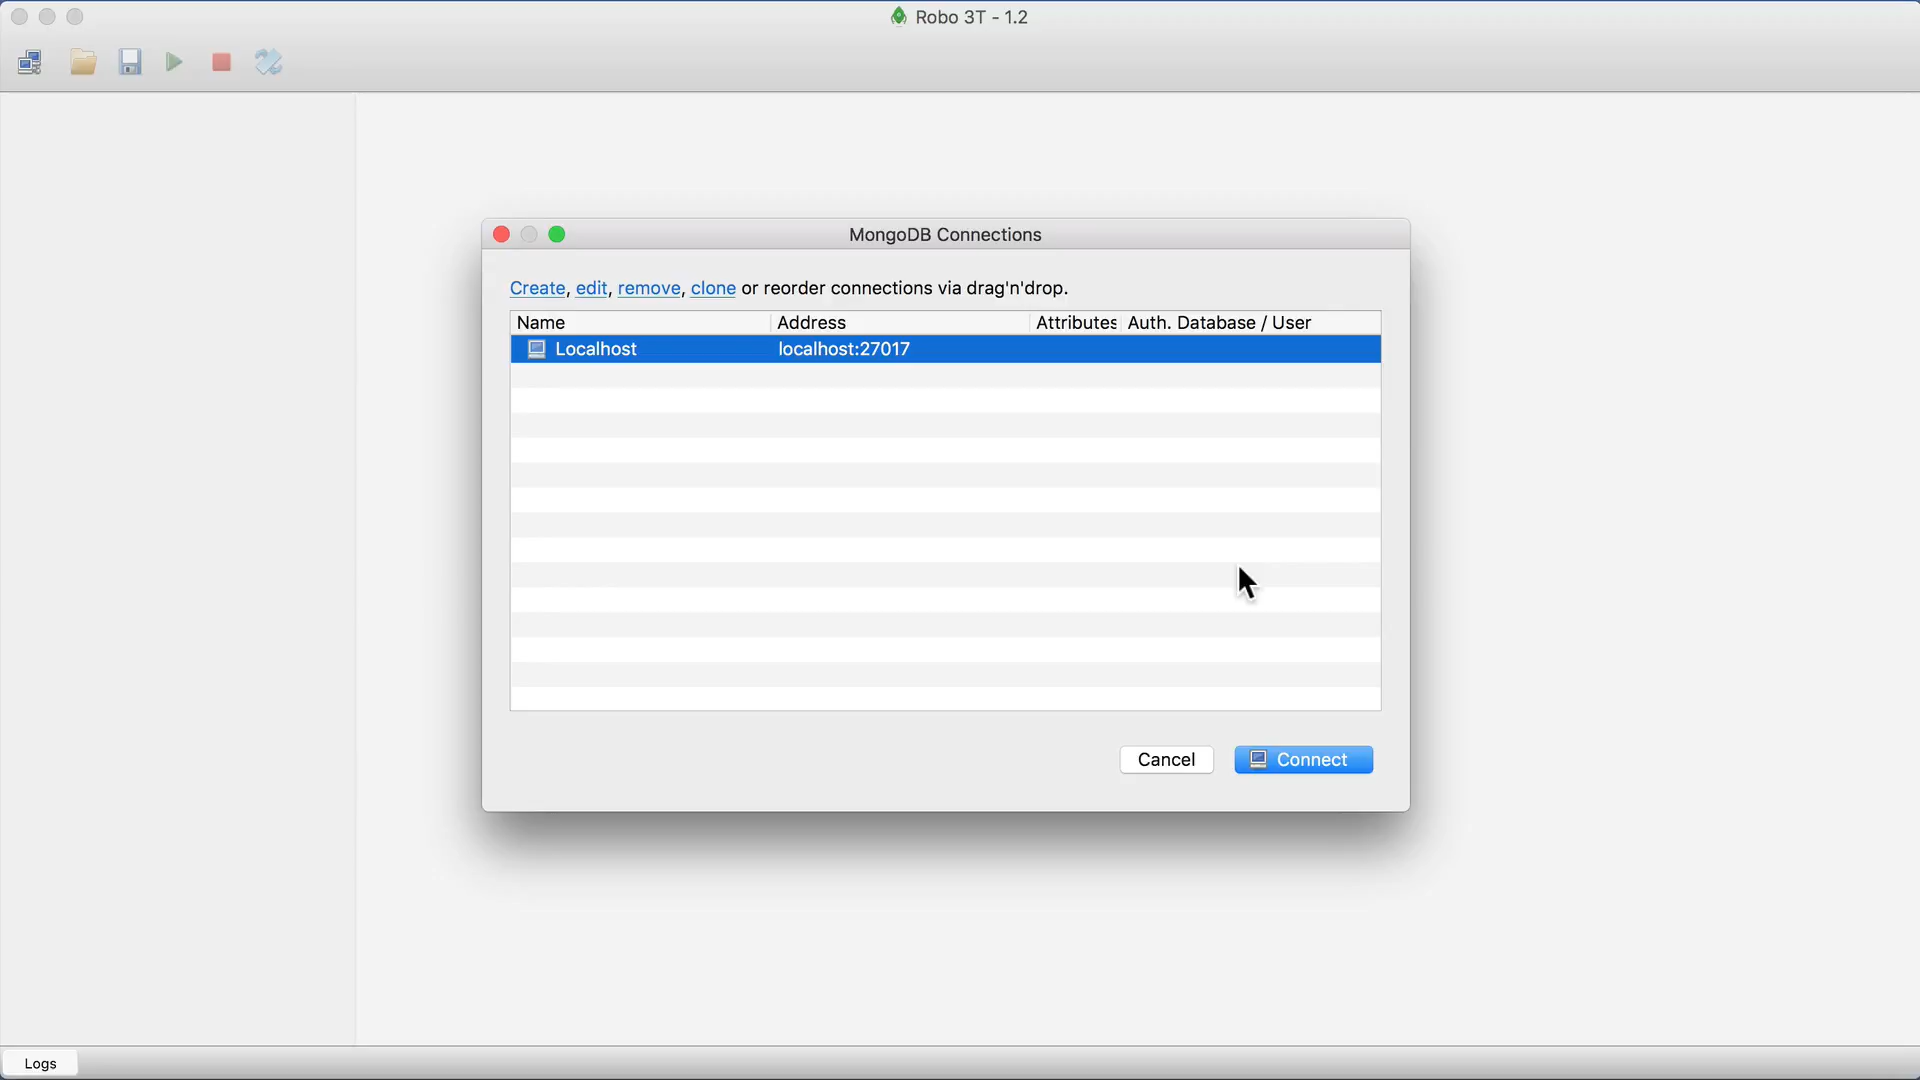 Robo 3T - 1.2
MongoDB Connections
Create, edit, remove, clone or reorder connections via drag'n'drop.
Name Address Attributes Auth. Database / User
Localhost localhost:27017
Cancel Connect
Logs